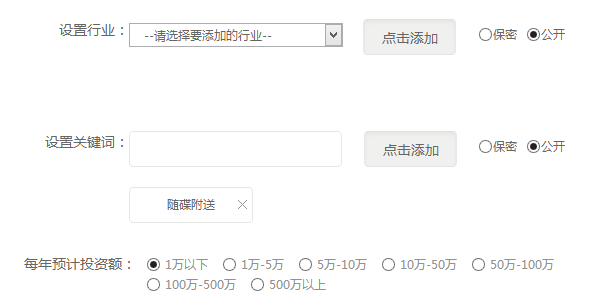 设置行业： --请选择要添加的行业-- 点击添加 保密 公开
设置关键词： 点击添加 保密 公开
随碟附送
每年预计投资额： 1万以下 1万-5万 5万-10万 10万-50万 50万-100万
100万-500万 500万以上